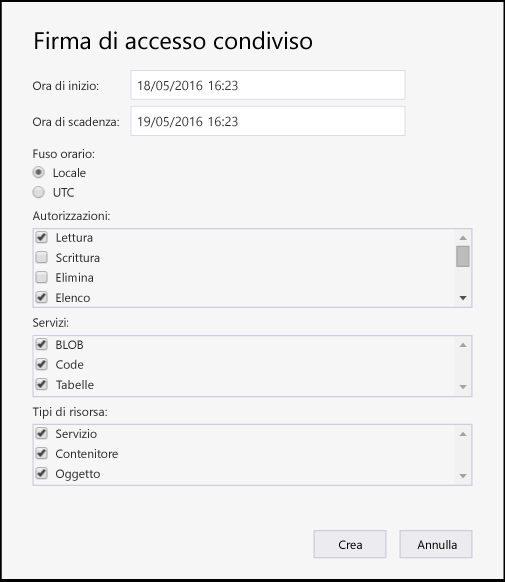 Firma di accesso condiviso
Ora di inizio: 18/05/2016 16:23
Ora di scadenza: 19/05/2016 16:23
Fuso orario:
Locale
UTC
Autorizzazioni:
Lettura
Scrittura
Elimina
Elenco
Servizi:
BLOB
Code
Tabelle
Tipi di risorsa:
Servizio
Contenitore
Oggetto
Crea Annulla